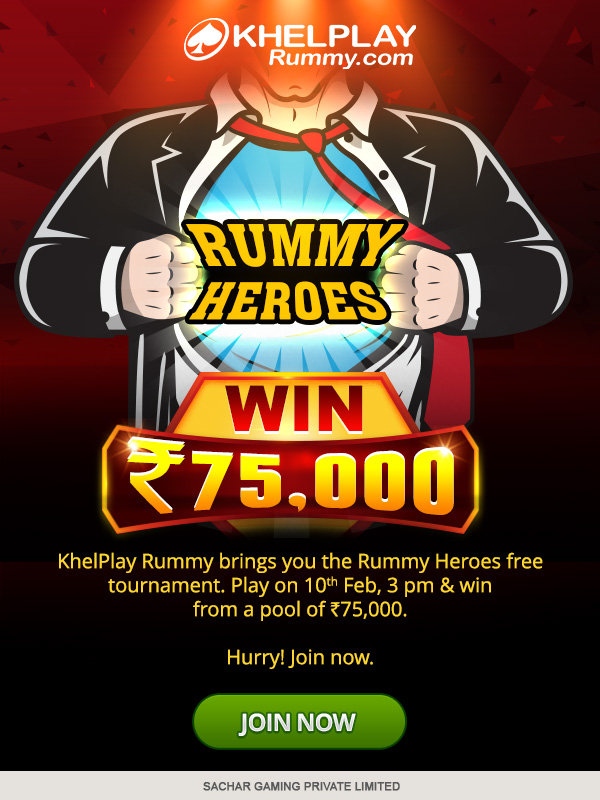 KHELPLAY
Rummy.com
RUMMY
HEROES
WIN
₹75,000
KhelPlay Rummy brings you the Rummy Heroes free
tournament. Play on 10th Feb, 3 pm & win
from a pool of ₹75,000.
Hurry! Join now.
JOIN NOW
SACHAR GAMING PRIVATE LIMITED